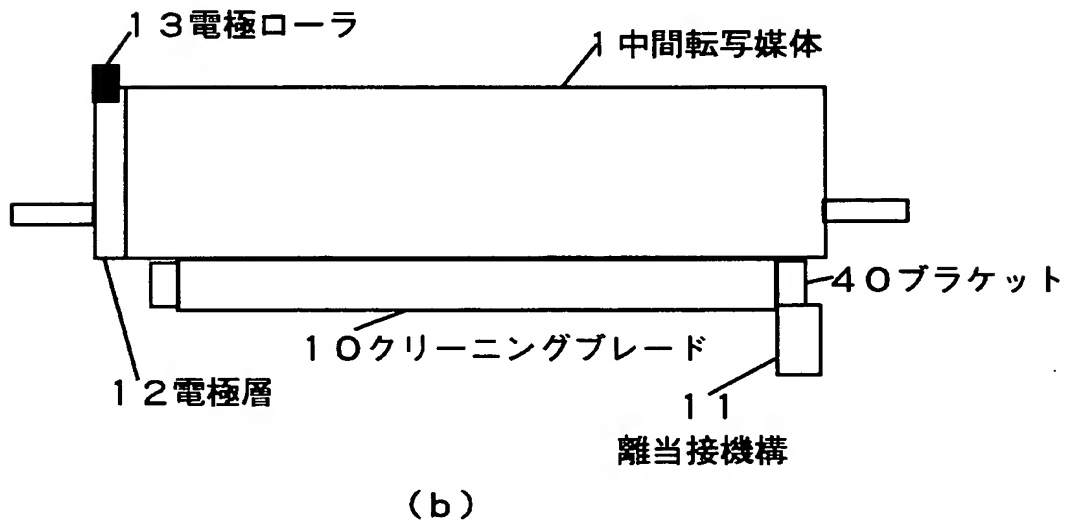 13電極ローラ
1中間転写媒体
40ブラケット
10クリーニングブレード
12電極層
11
離当接機構
(b)